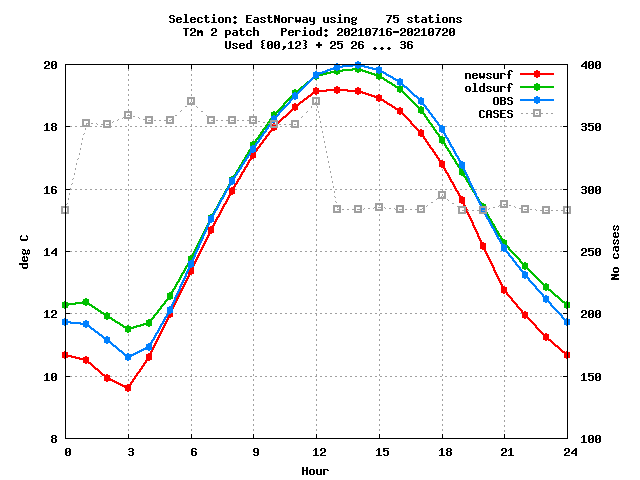 Selection: EastNorway using    75 stations
T2m 2 patch   Period: 20210716-20210720
Used {00,12} + 25 26 ... 36
newsurf
oldsurf
OBS
CASES
20
18
16
14
12
10
8
deg C
400
350
300
250
200
150
100
No cases
0 3 6 9 12 15 18 21 24
Hour